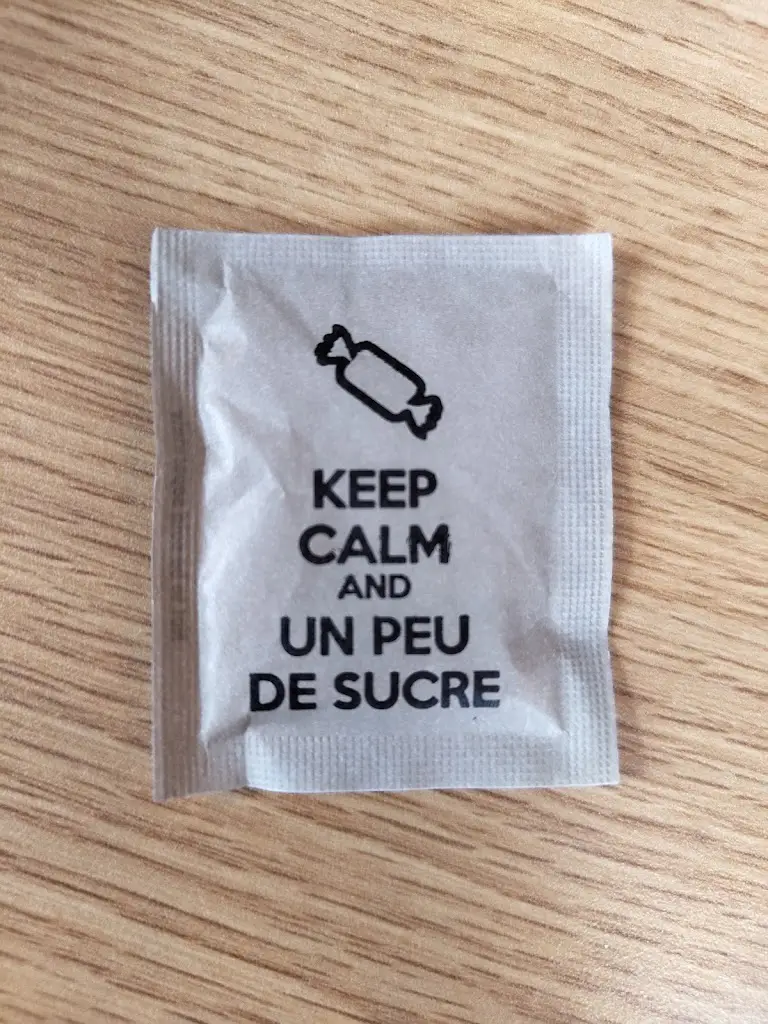 KEEP
CALM
AND
UN PEU
DE SUCRE